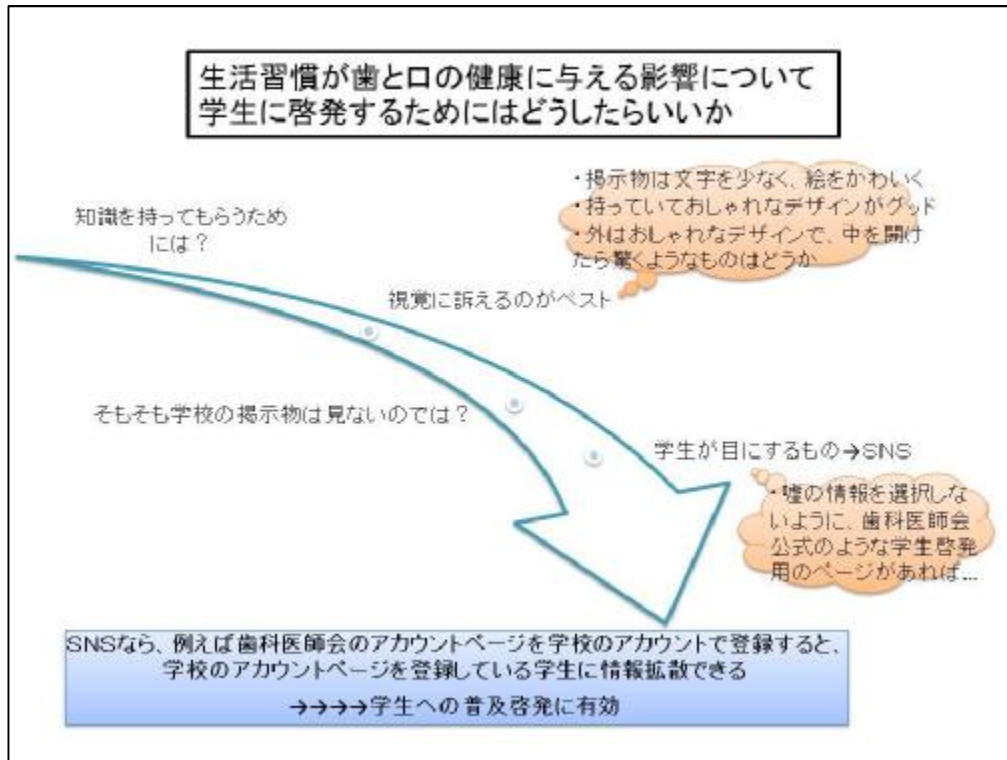 生活習慣が歯と口の健康に与える影響について
学生に啓発するためにはどうしたらいいか
・掲示物は文字を少なく、絵をかわいく
・持っていておしゃれなデザインがグッド
・外はおしゃれなデザインで、中を開け
たら驚くようなものはどうか
知識を持ってもらうため
には？
視覚に訴えるのがベスト
そもそも学校の掲示物は見ないのでは？
学生が目にするもの→SNS
・嘘の情報を選択しな
いように、歯科医師会
公式のような学生啓発
用のページがあれば…
SNSなら、例えば歯科医師会のアカウントページを学校のアカウントで登録すると、
学校のアカウントページを登録している学生に情報拡散できる
→→→→学生への普及啓発に有効